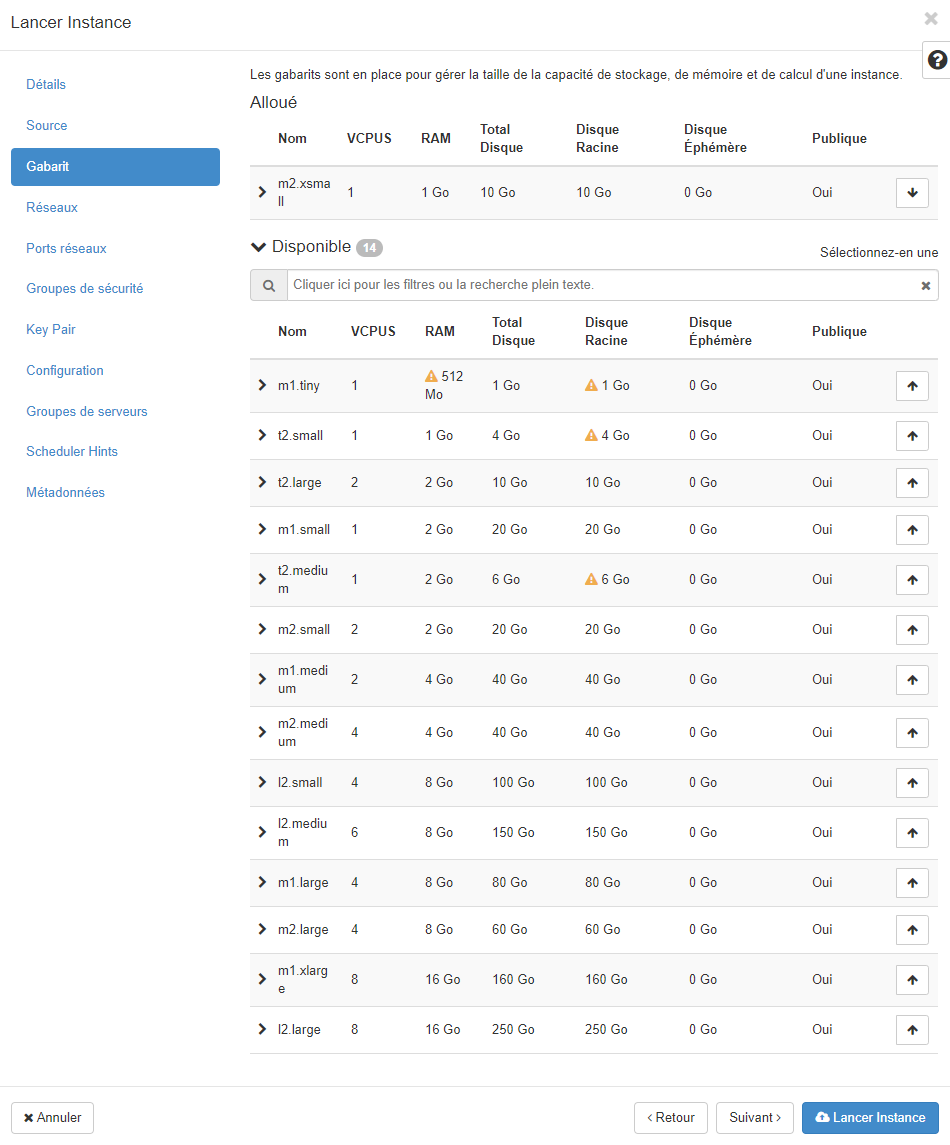 Lancer Instance
Détails
Source
Gabarit
Réseaux
Ports réseaux
Groupes de sécurité
Key Pair
Configuration
Groupes de serveurs
Scheduler Hints
Métadonnées
Les gabarits sont en place pour gérer la taille de la capacité de stockage, de mémoire et de calcul d'une instance.
Alloué
Nom VCPUS RAM Total Disque Disque Racine Disque Éphémère Publique
m2.xsmall 1 1 Go 10 Go 10 Go 0 Go Oui
Disponible 14
Sélectionnez-en une
Cliquer ici pour les filtres ou la recherche plein texte.
Nom VCPUS RAM Total Disque Disque Racine Disque Éphémère Publique
m1.tiny 1 512 Mo 1 Go 1 Go 0 Go Oui
t2.small 1 1 Go 4 Go 4 Go 0 Go Oui
t2.large 2 2 Go 10 Go 10 Go 0 Go Oui
m1.small 1 2 Go 20 Go 20 Go 0 Go Oui
t2.medium 1 2 Go 6 Go 6 Go 0 Go Oui
m2.small 2 2 Go 20 Go 20 Go 0 Go Oui
m1.medium 2 4 Go 40 Go 40 Go 0 Go Oui
m2.medium 4 4 Go 40 Go 40 Go 0 Go Oui
l2.small 4 8 Go 100 Go 100 Go 0 Go Oui
l2.medium 6 8 Go 150 Go 150 Go 0 Go Oui
m1.large 4 8 Go 80 Go 80 Go 0 Go Oui
m2.large 4 8 Go 60 Go 60 Go 0 Go Oui
m1.xlarge 8 16 Go 160 Go 160 Go 0 Go Oui
l2.large 8 16 Go 250 Go 250 Go 0 Go Oui
Annuler
Retour
Suivant
Lancer Instance